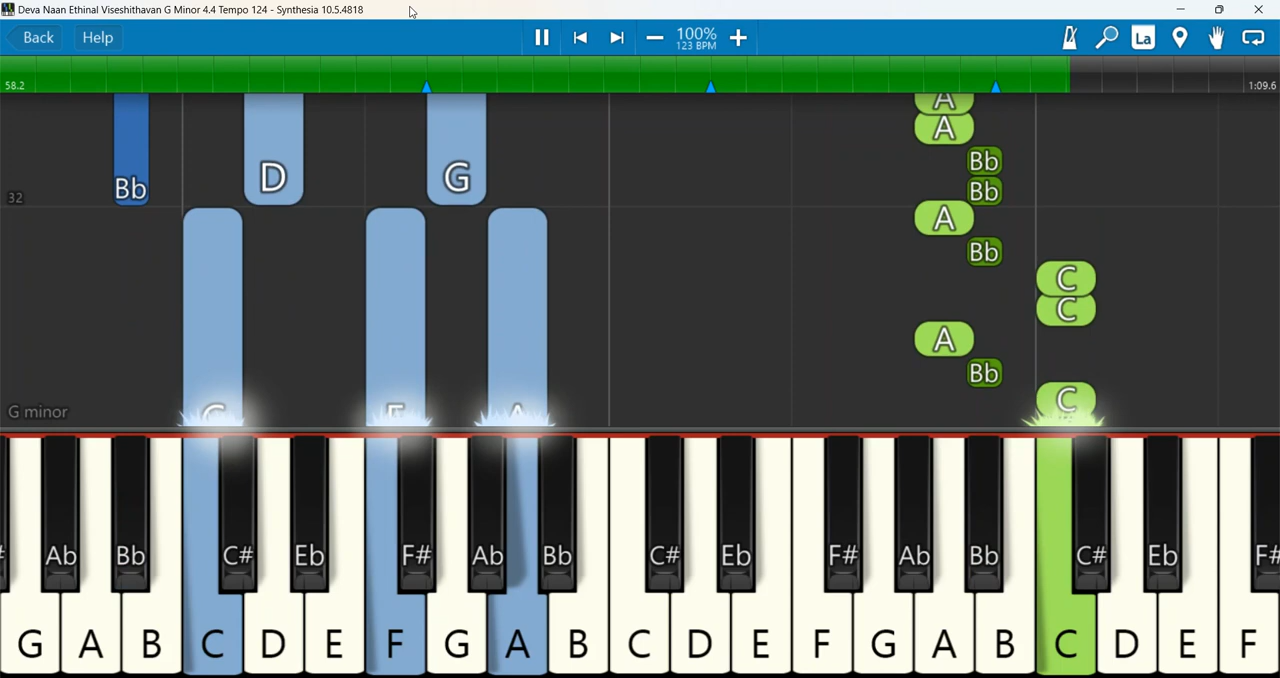 Deva Naan Ethinal Viseshithavan G Minor 4.4 Tempo 124 - Synthesia 10.5.4818
Back Help 100% La
123 BPM
58.2 1:09.6
A
A
Bb
Bb D G Bb
32
A
Bb
C
C
A
Bb
G minor C F A C
Ab Bb C# Eb F# Ab Bb C# Eb F# Ab Bb C# Eb F#
G A B C D E F G A B C D E F G A B C D E F